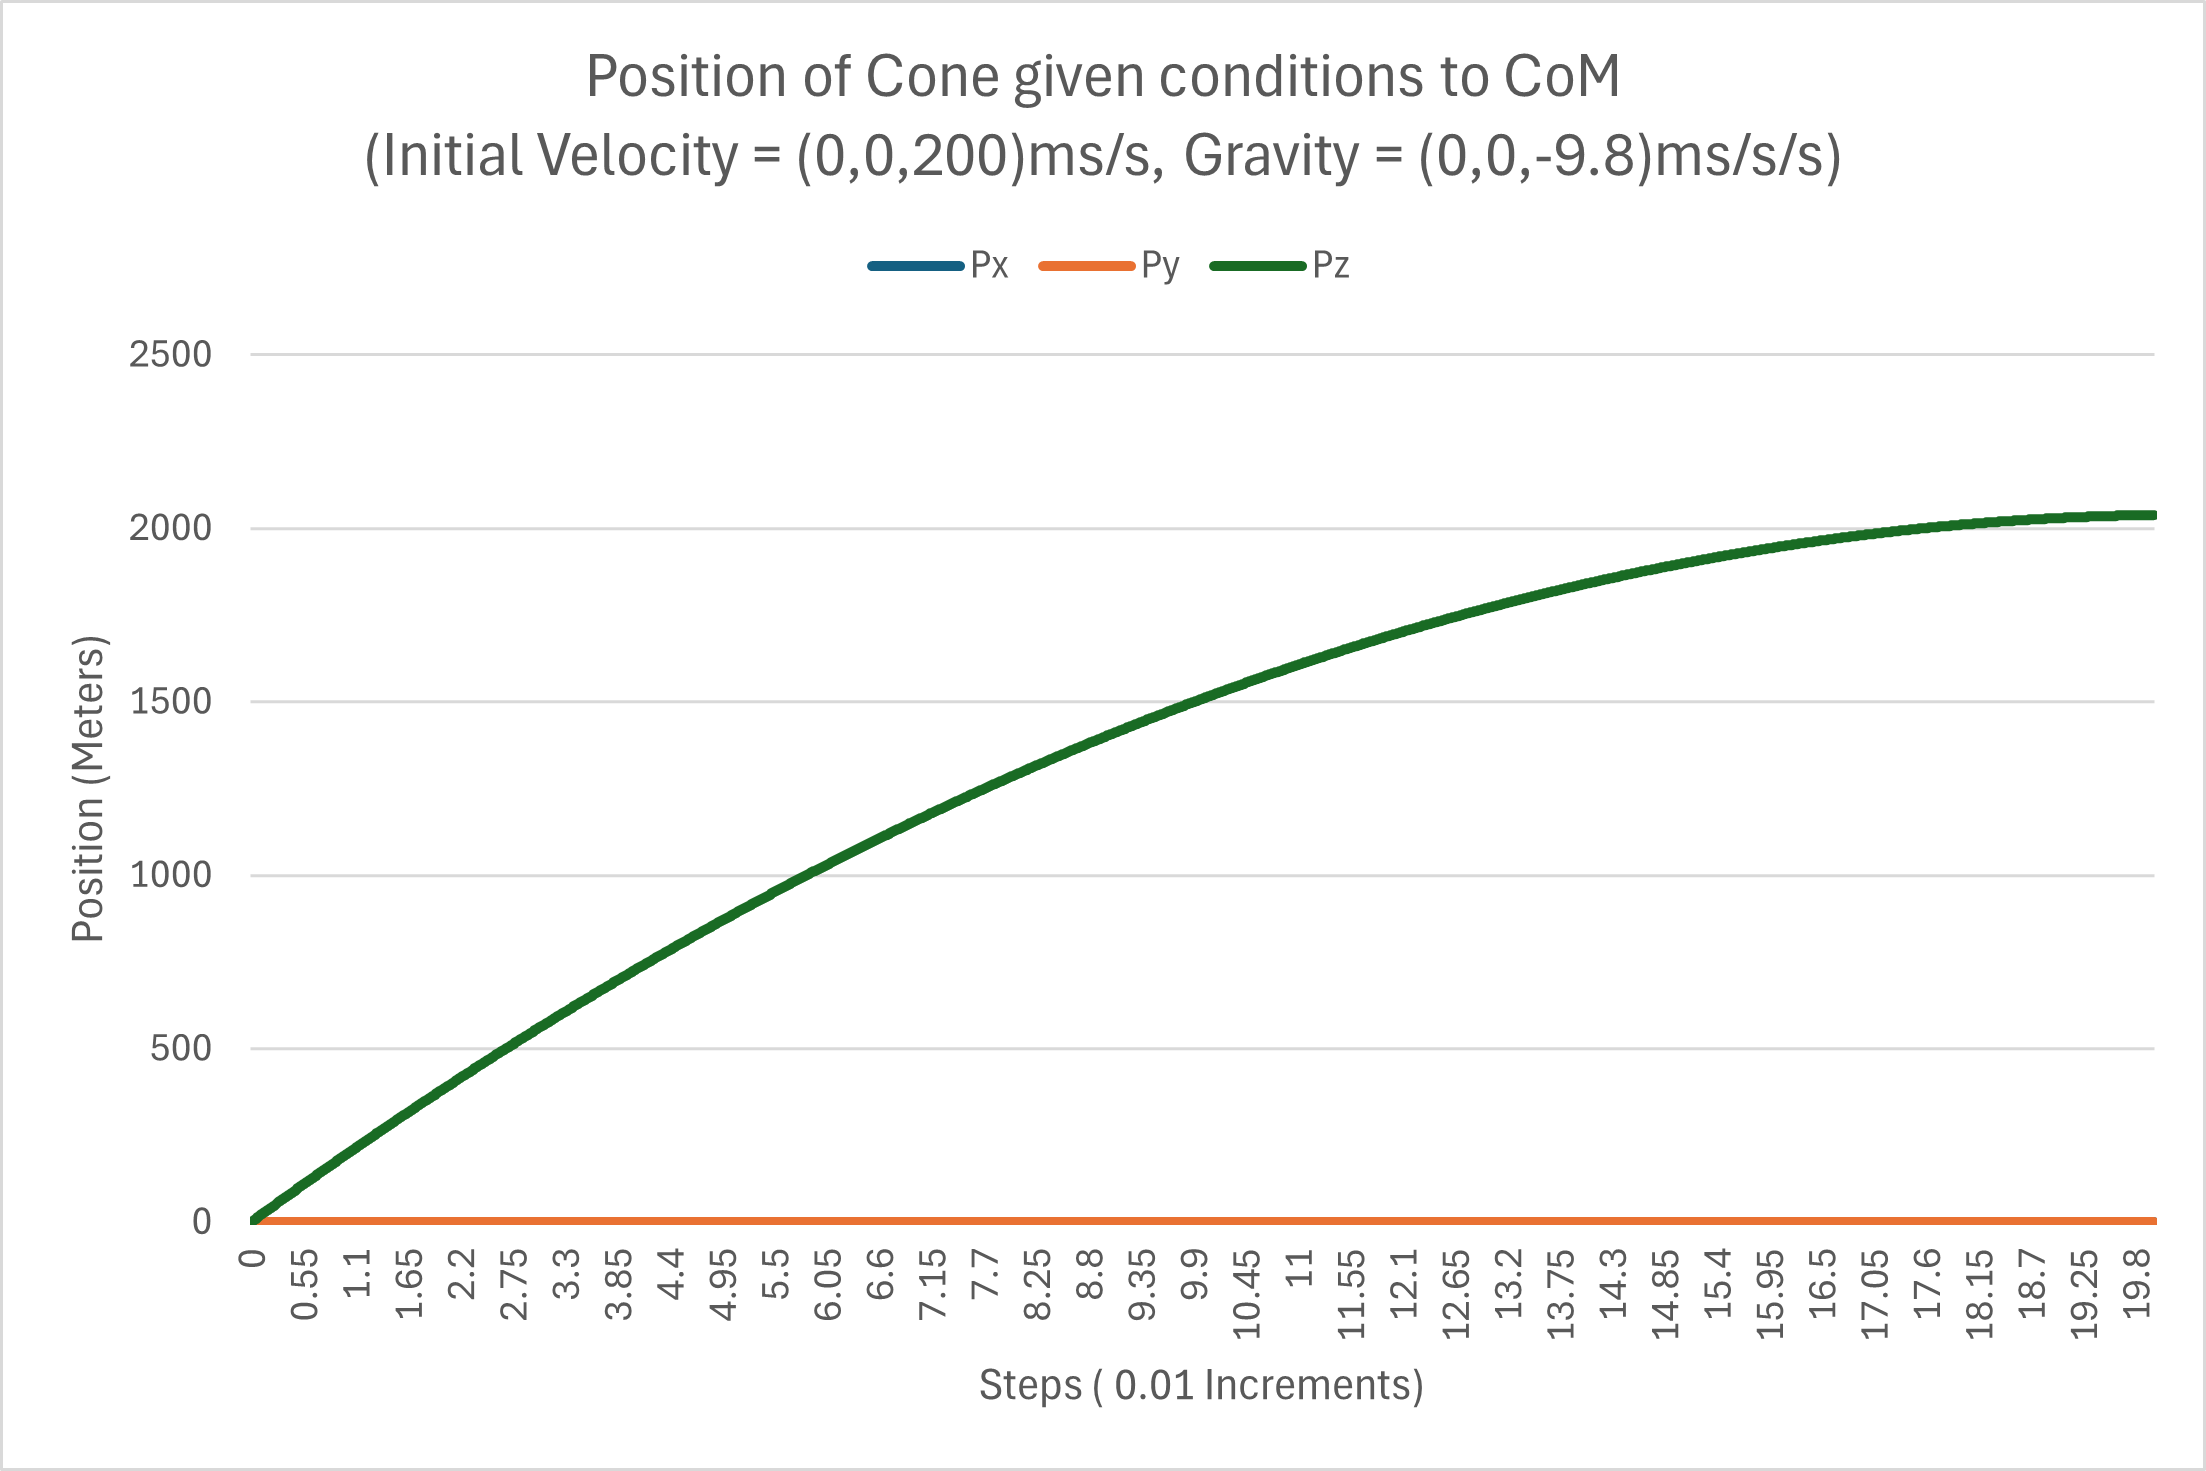 Position of Cone given conditions to CoM
(Initial Velocity = (0,0,200)ms/s, Gravity = (0,0,-9.8)ms/s/s)
Px Py Pz
2500
2000
1500
1000
500
0
Position (Meters)
0 0.55 1.1 1.65 2.2 2.75 3.3 3.85 4.4 4.95 5.5 6.05 6.6 7.15 7.7 8.25 8.8 9.35 9.9 10.45 11 11.55 12.1 12.65 13.2 13.75 14.3 14.85 15.4 15.95 16.5 17.05 17.6 18.15 18.7 19.25 19.8
Steps ( 0.01 Increments)